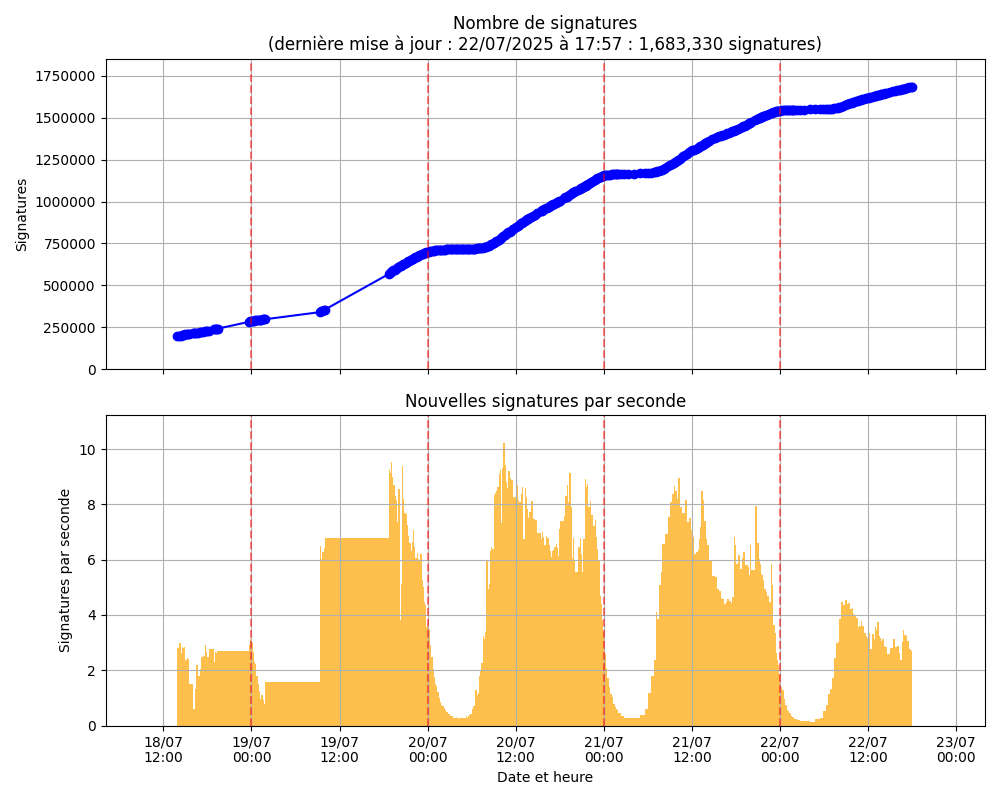 Nombre de signatures
(dernière mise à jour : 22/07/2025 à 17:57 : 1,683,330 signatures)
1750000
1500000
1250000
1000000
750000
500000
250000
0
Signatures
Nouvelles signatures par seconde
10
8
6
4
2
0
Signatures par seconde
18/07 19/07 19/07 20/07 20/07 21/07 21/07 22/07 22/07 23/07
12:00 00:00 12:00 00:00 12:00 00:00 12:00 00:00 12:00 00:00
Date et heure